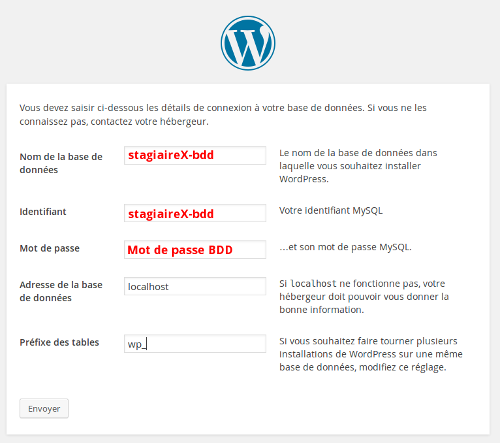 Vous devez saisir ci-dessous les détails de connexion à votre base de données. Si vous ne les
connaissez pas, contactez votre hébergeur.
Nom de la base de
données
stagiaireX-bdd
Le nom de la base de données dans
laquelle vous souhaitez installer
WordPress.
Identifiant
stagiaireX-bdd
Votre identifiant MySQL
Mot de passe
Mot de passe BDD
…et son mot de passe MySQL.
Adresse de la base
de données
localhost
Si localhost ne fonctionne pas, votre
hébergeur doit pouvoir vous donner la
bonne information.
Préfixe des tables
wp_
Si vous souhaitez faire tourner plusieurs
installations de WordPress sur une même
base de données, modifiez ce réglage.
Envoyer